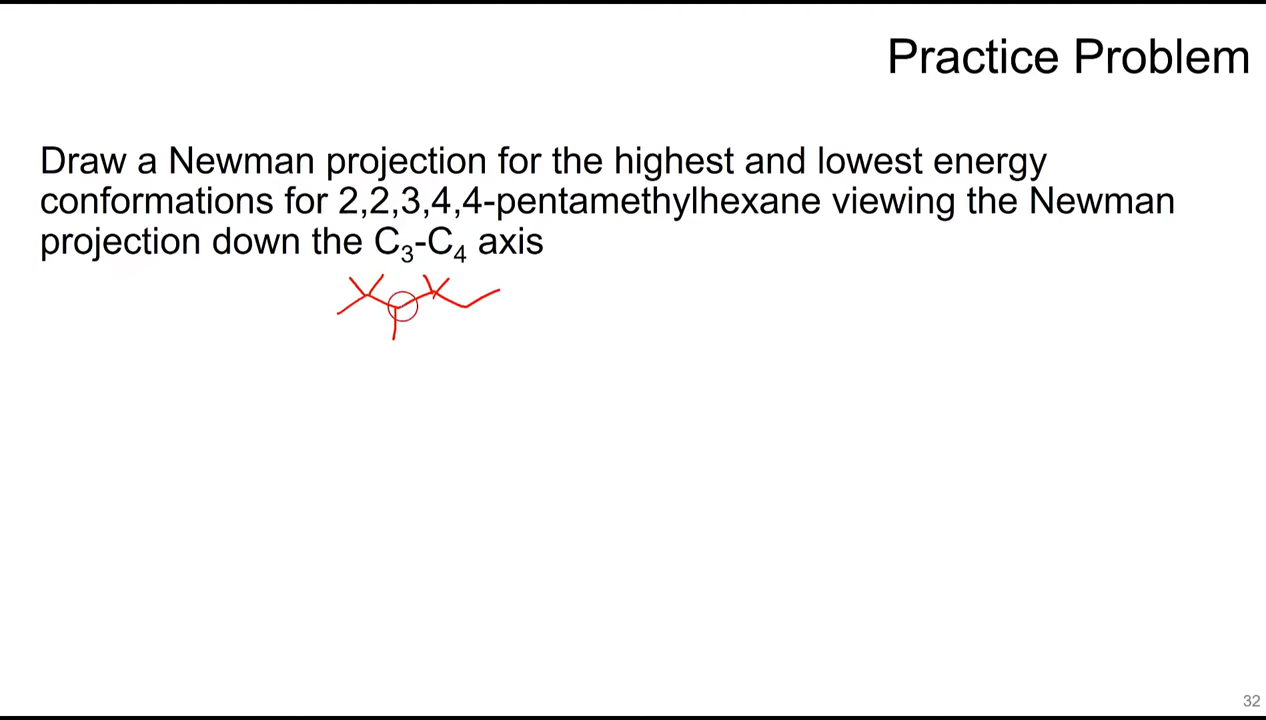 Practice Problem
Draw a Newman projection for the highest and lowest energy
conformations for 2,2,3,4,4-pentamethylhexane viewing the Newman
projection down the C₃-C₄ axis
32